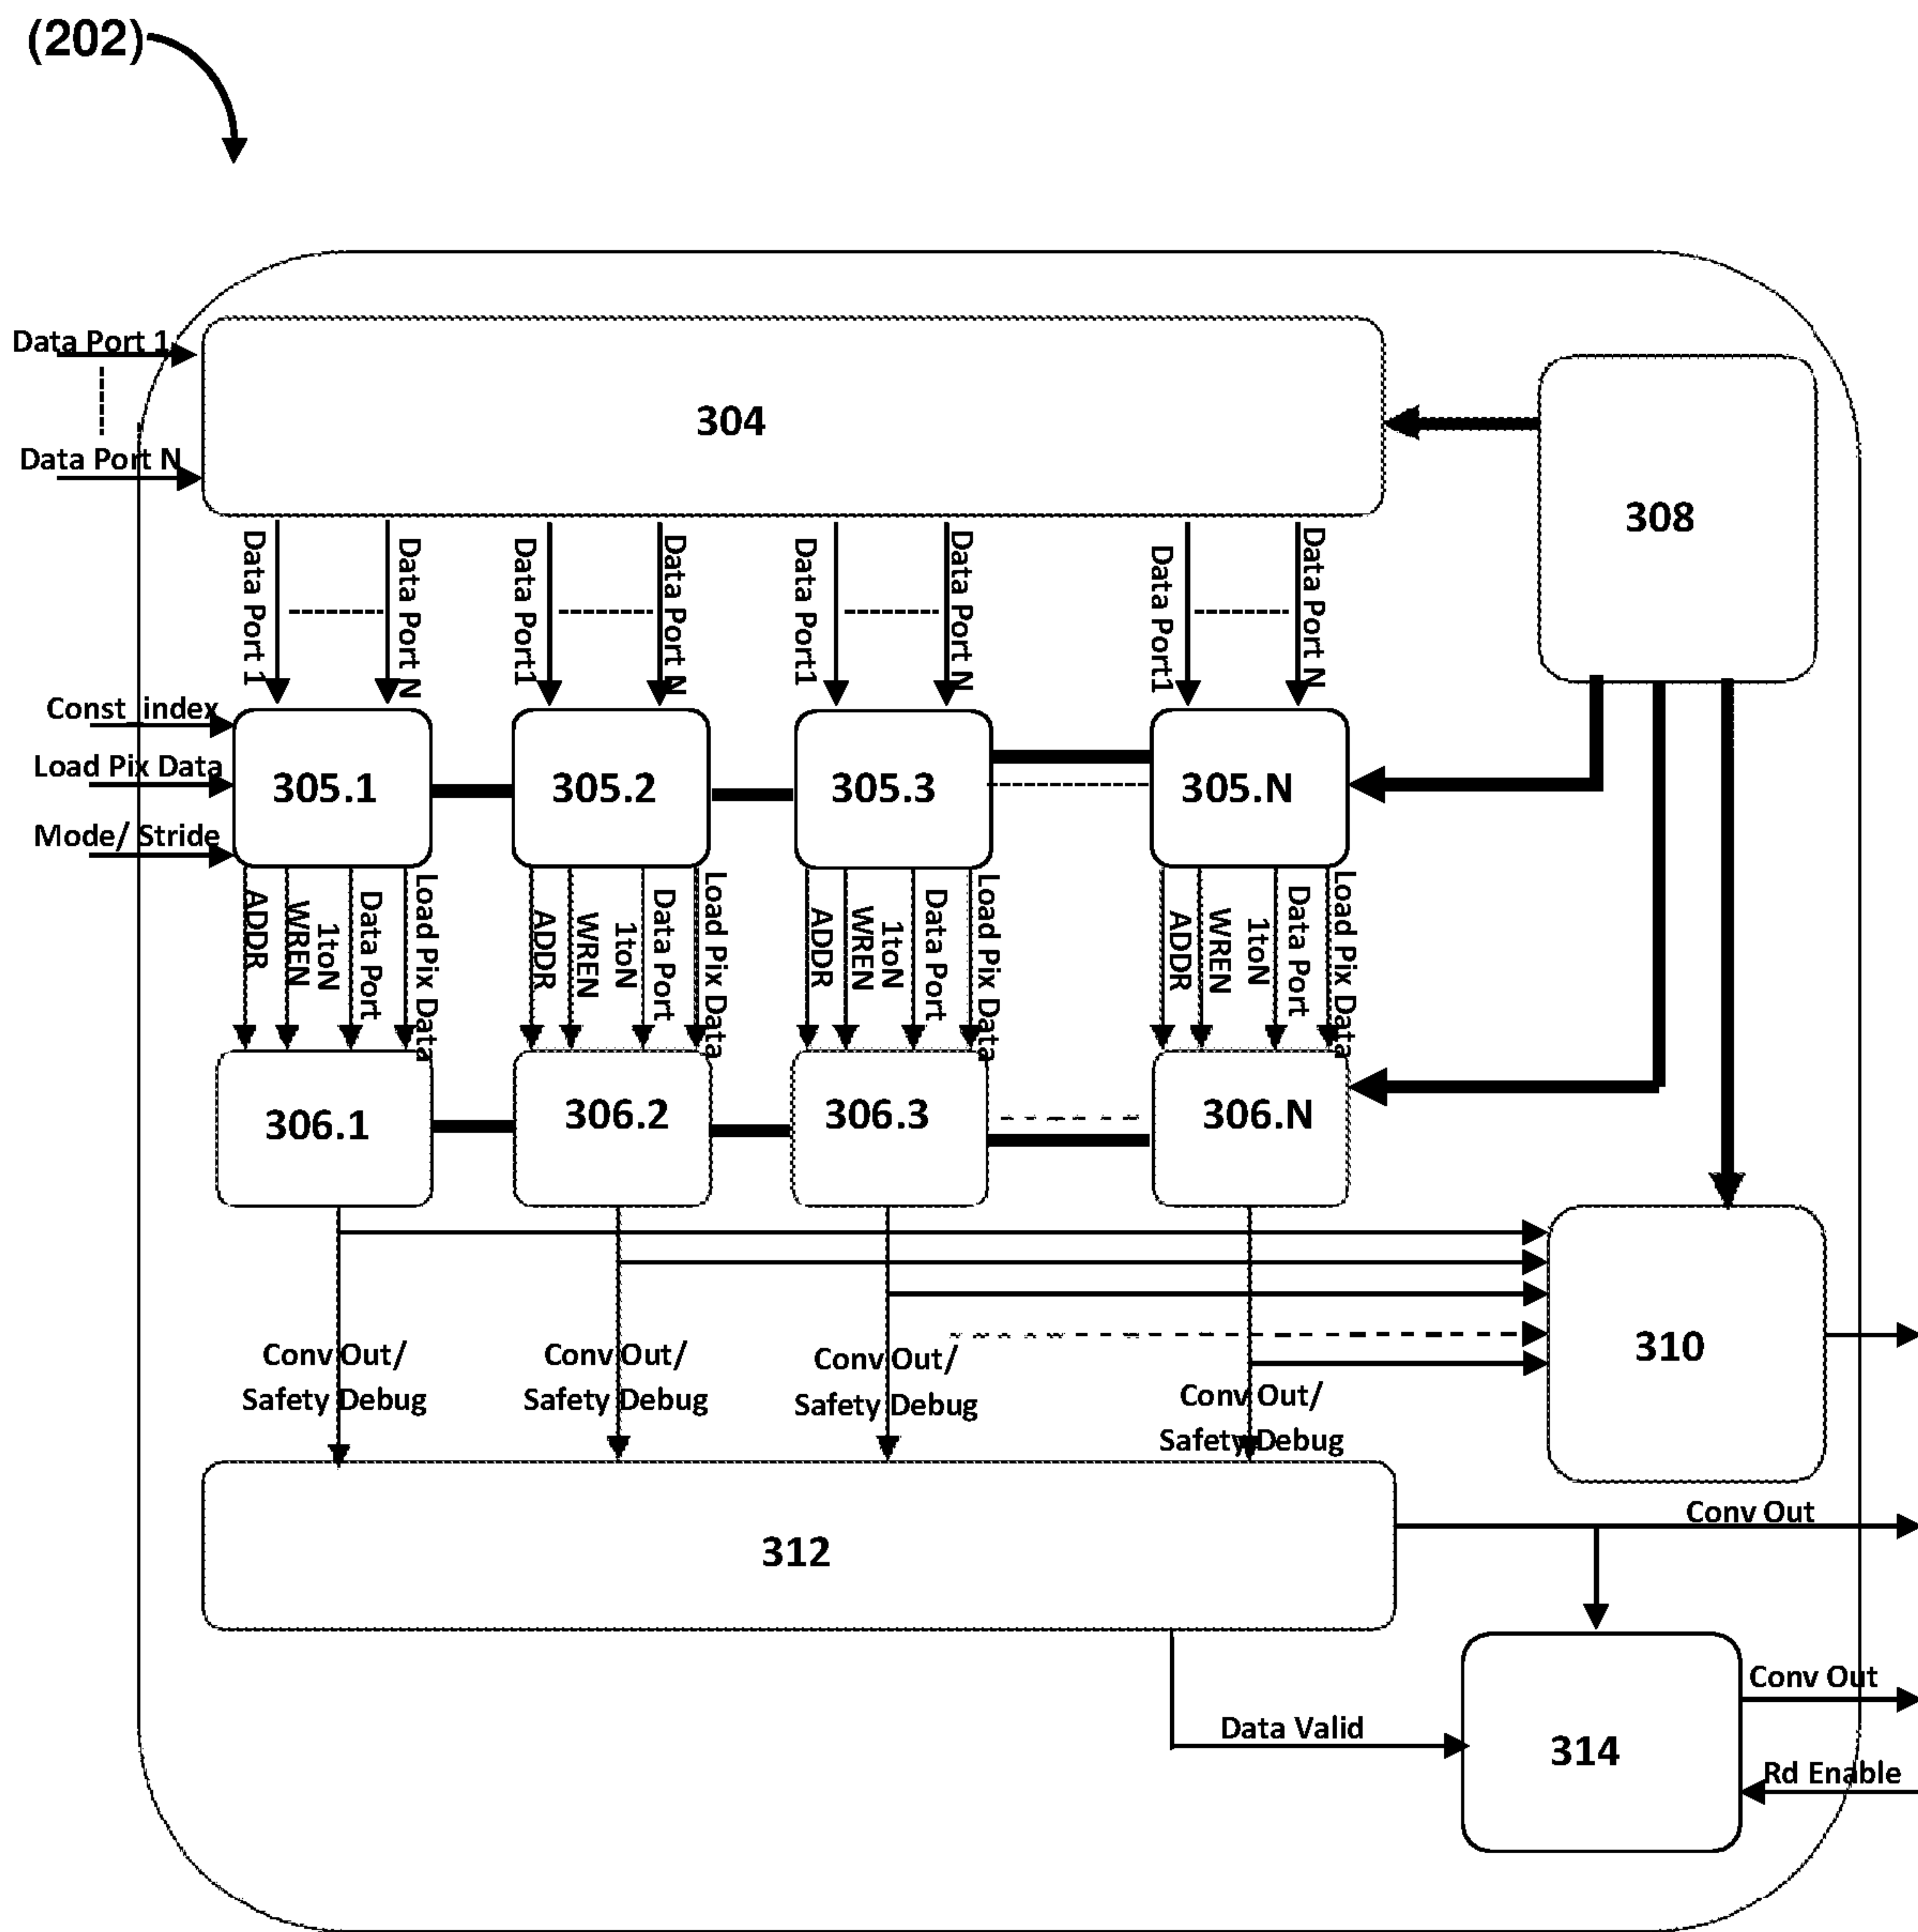 (202)
Data Port 1
Data Port N
304
308
Data Port 1
Data Port N
Data Port1
Data Port N
Data Port1
Data Port N
Data Port1
Data Port N
Const_index
Load Pix Data
Mode/ Stride
305.1
305.2
305.3
305.N
ADDR
WREN
1toN
Data Port
Load Pix Data
ADDR
WREN
1toN
Data Port
Load Pix Data
ADDR
WREN
1toN
Data Port
Load Pix Data
ADDR
WREN
1toN
Data Port
Load Pix Data
306.1
306.2
306.3
306.N
310
Conv Out/
Safety Debug
Conv Out/
Safety Debug
Conv Out/
Safety Debug
Conv Out/
Safety Debug
312
Conv Out
Conv Out
Data Valid
314
Rd Enable